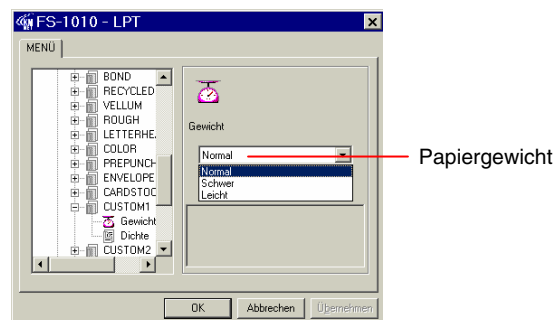 FS-1010 - LPT
MENÜ
BOND
RECYCLED
VELLUM
ROUGH
LETTERHE.
COLOR
PREPUNCH
ENVELOPE
CARDSTOC
CUSTOM1
Gewicht
Dichte
CUSTOM2
Gewicht
Normal
Normal
Schwer
Leicht
Papiergewicht
OK
Abbrechen
Übernehmen